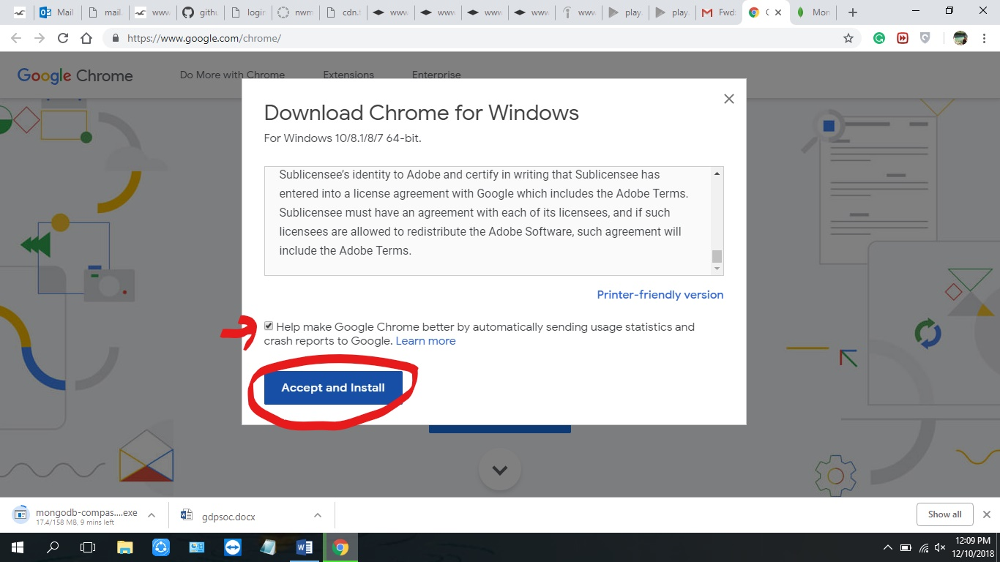 Mail
mail.
www
githu
login
nwm
cdn.t
www
www
www
www
www
play.
play.
Fwd:
Mon
https://www.google.com/chrome/
Google Chrome
Do More with Chrome
Extensions
Enterprise
Download Chrome for Windows
For Windows 10/8.1/8/7 64-bit.
Sublicensee's identity to Adobe and certify in writing that Sublicensee has
entered into a license agreement with Google which includes the Adobe Terms.
Sublicensee must have an agreement with each of its licensees, and if such
licensees are allowed to redistribute the Adobe Software, such agreement will
include the Adobe Terms.
Printer-friendly version
Help make Google Chrome better by automatically sending usage statistics and
crash reports to Google. Learn more
Accept and Install
mongodb-compas....exe
17.4/158 MB, 9 mins left
gdpsoc.docx
Show all
12:09 PM
12/10/2018